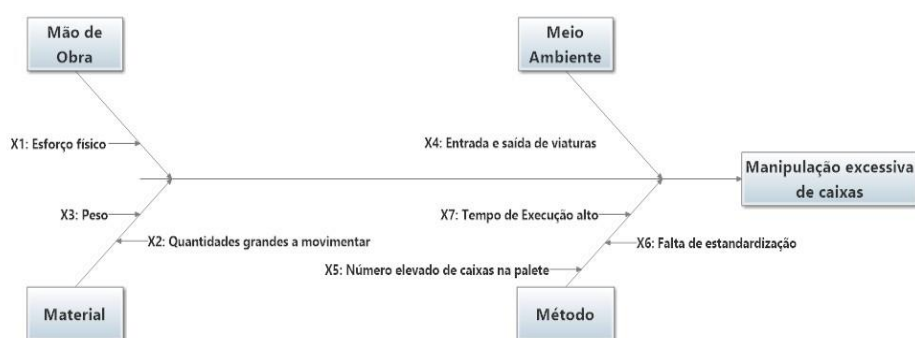 Mão de
Obra
Meio
Ambiente
X1: Esforço físico
X4: Entrada e saída de viaturas
Manipulação excessiva
de caixas
X3: Peso
X7: Tempo de Execução alto
X2: Quantidades grandes a movimentar
X6: Falta de estandardização
X5: Número elevado de caixas na palete
Material
Método